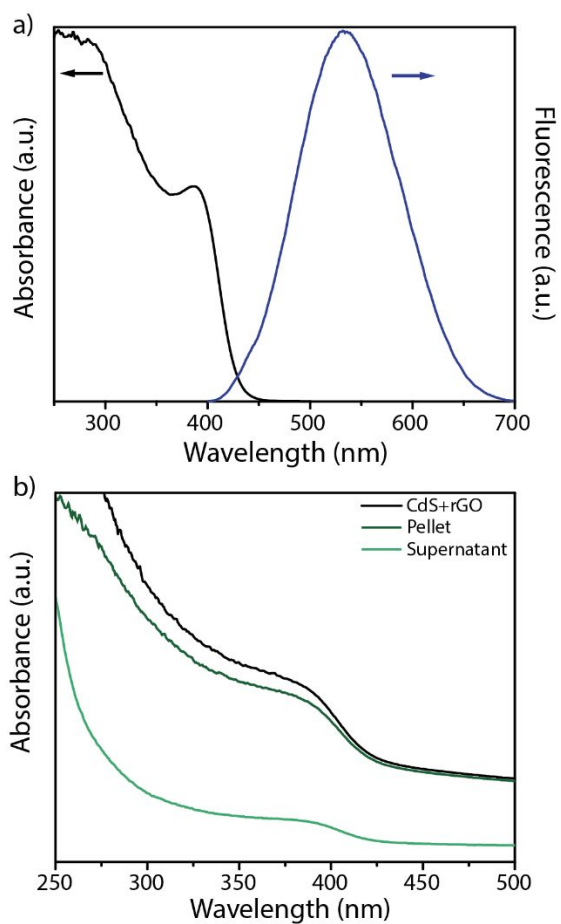 a)
Absorbance (a.u.)
Fluorescence (a.u.)
300 400 500 600 700
Wavelength (nm)
b)
CdS+rGO
Pellet
Supernatant
Absorbance (a.u.)
250 300 350 400 450 500
Wavelength (nm)